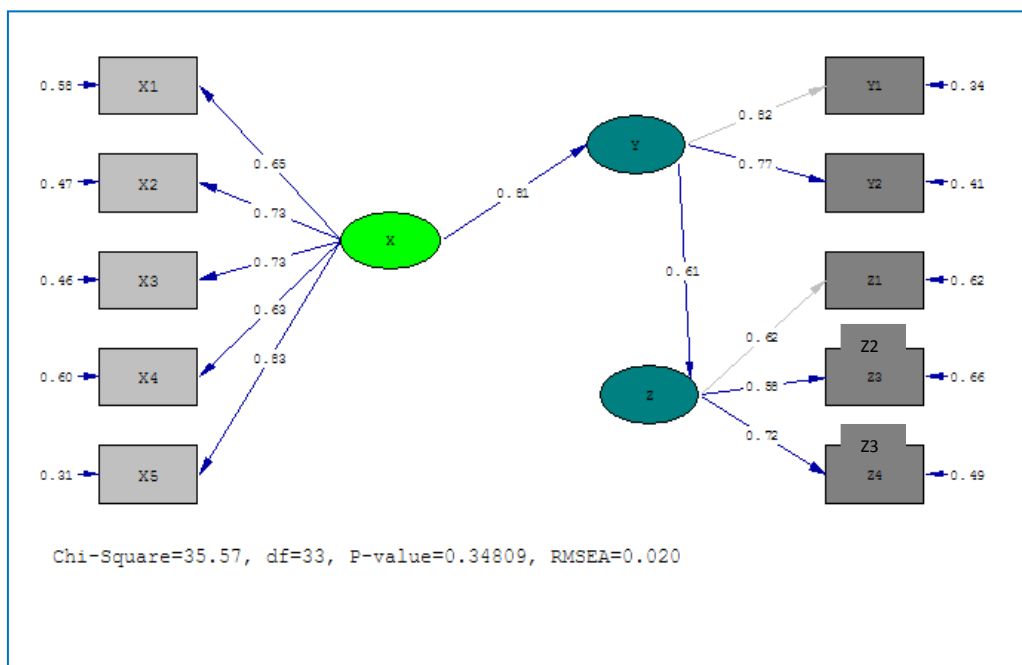 0.58 X1
0.47 X2
0.46 X3
0.60 X4
0.31 X5
0.65
0.73
0.73
0.63
0.83
X
0.81
Y
0.61
Z
0.82
0.77
0.62
0.58
0.72
Y1 0.34
Y2 0.41
Z1 0.62
Z2
Z3 0.66
Z3
Z4 0.49
Chi-Square=35.57, df=33, P-value=0.34809, RMSEA=0.020